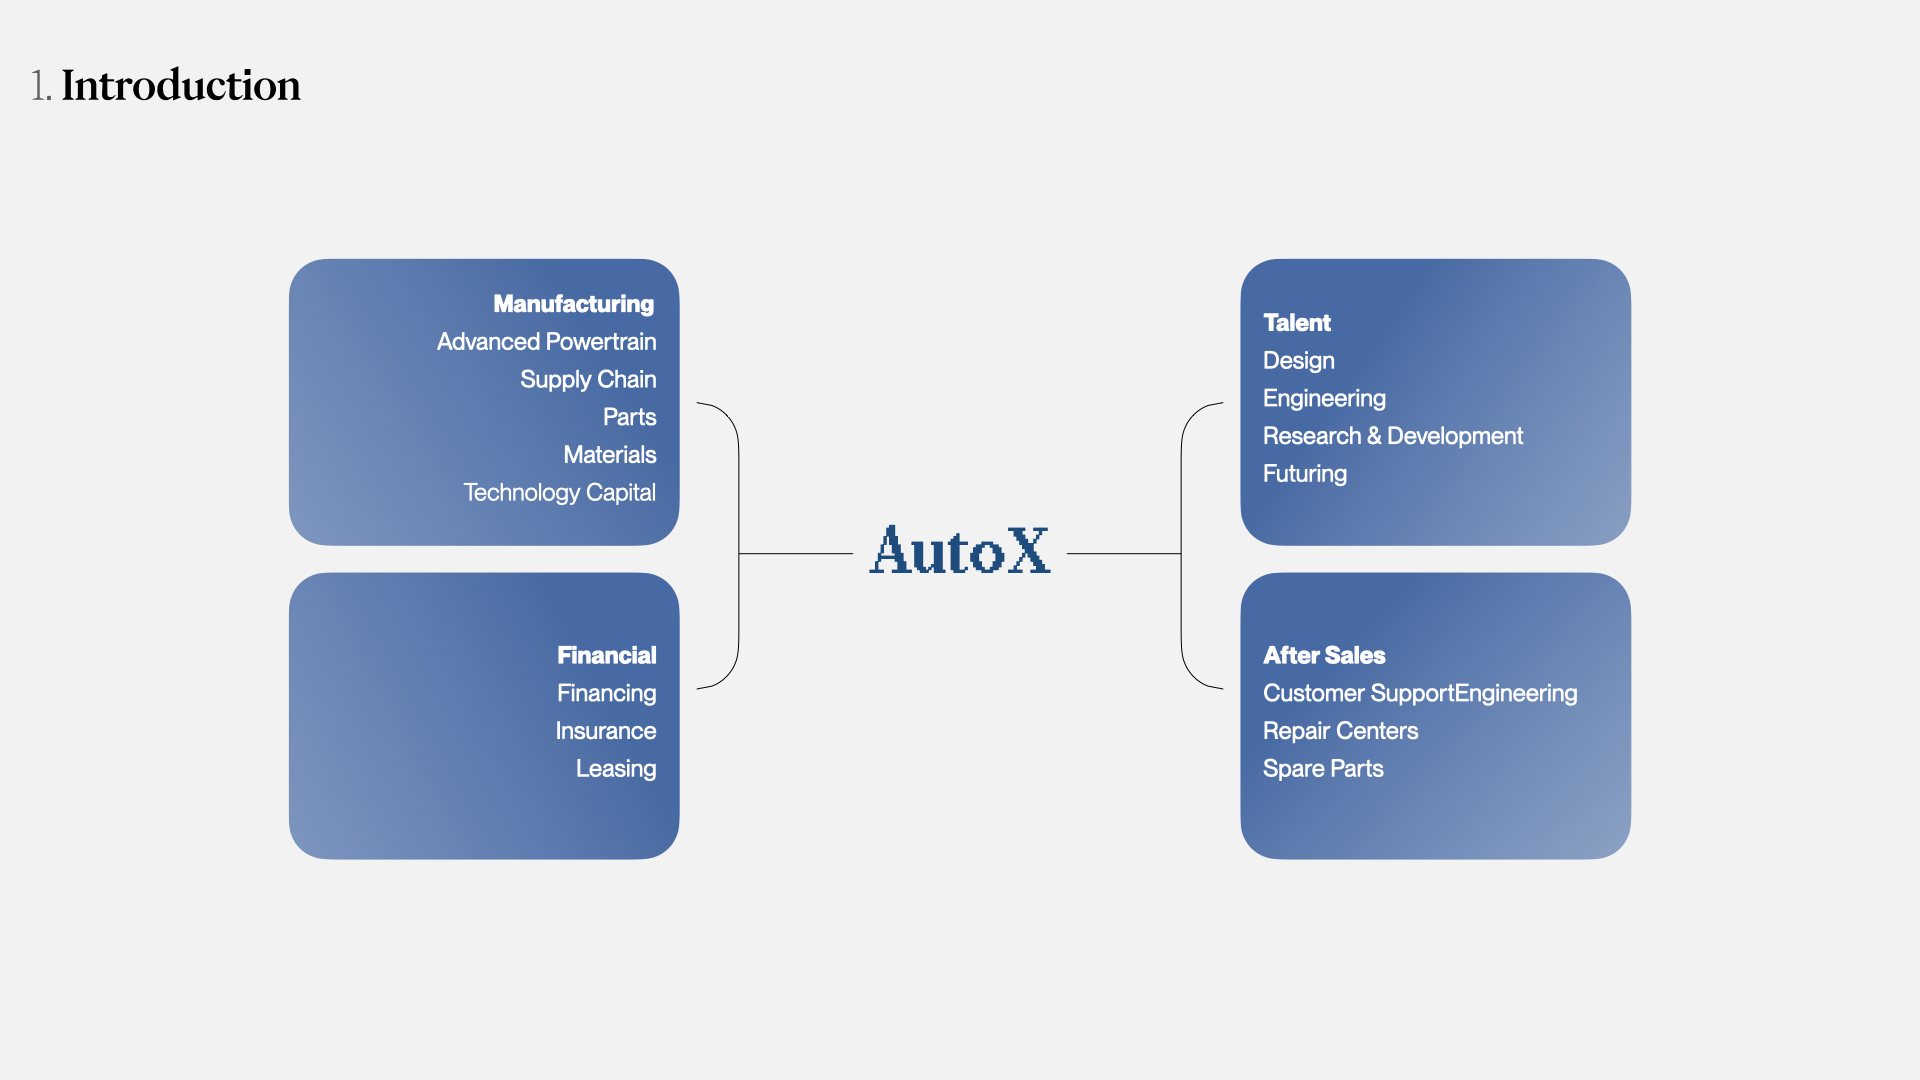 1. Introduction
Manufacturing
Advanced Powertrain
Supply Chain
Parts
Materials
Technology Capital
Financial
Financing
Insurance
Leasing
AutoX
Talent
Design
Engineering
Research & Development
Futuring
After Sales
Customer SupportEngineering
Repair Centers
Spare Parts